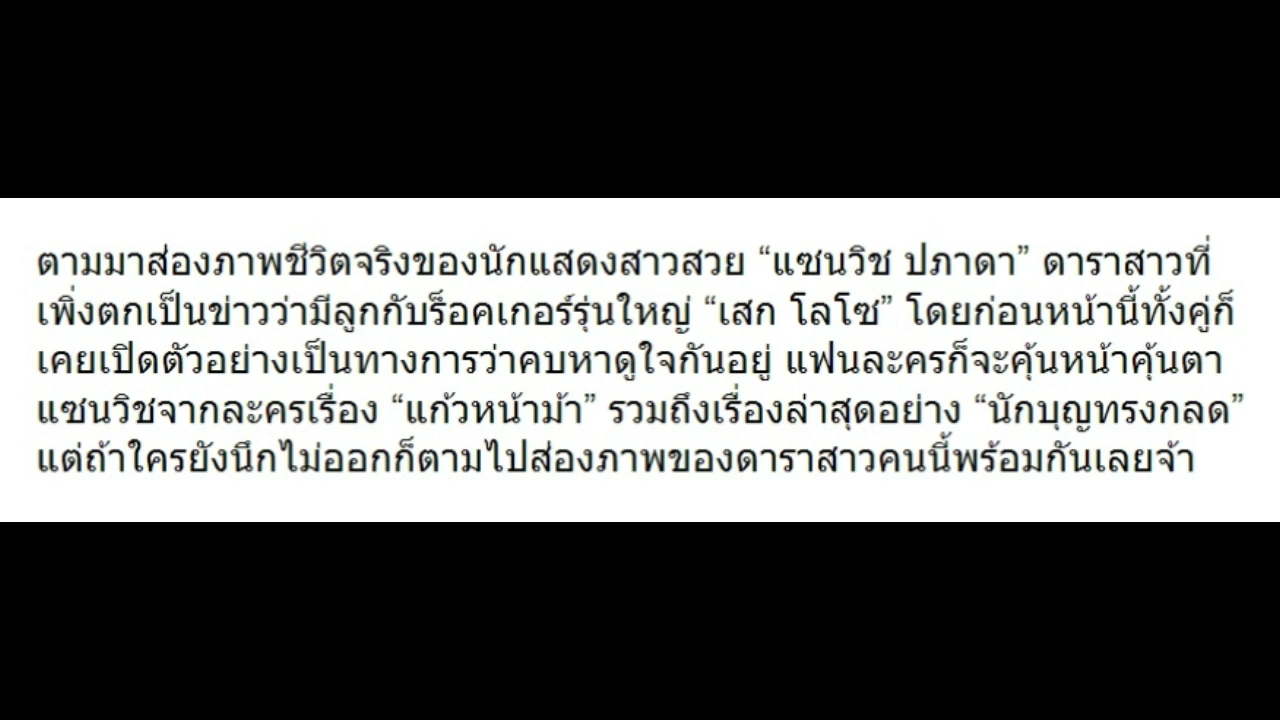 ตามมาส่องภาพชีวิตจริงของนักแสดงสาวสวย “แซนวิช ปภาดา” ดาราสาวที่
เพิ่งตกเป็นข่าวว่ามีลูกกับร็อคเกอร์รุ่นใหญ่ “เสก โลโซ” โดยก่อนหน้านี้ทั้งคู่ก็
เคยเปิดตัวอย่างเป็นทางการว่าคบหาดูใจกันอยู่ แฟนละครก็จะคุ้นหน้าคุ้นตา
แซนวิชจากละครเรื่อง “แก้วหน้าม้า” รวมถึงเรื่องล่าสุดอย่าง “นักบุญทรงกลด”
แต่ถ้าใครยังนึกไม่ออกก็ตามไปส่องภาพของดาราสาวคนนี้พร้อมกันเลยจ้า